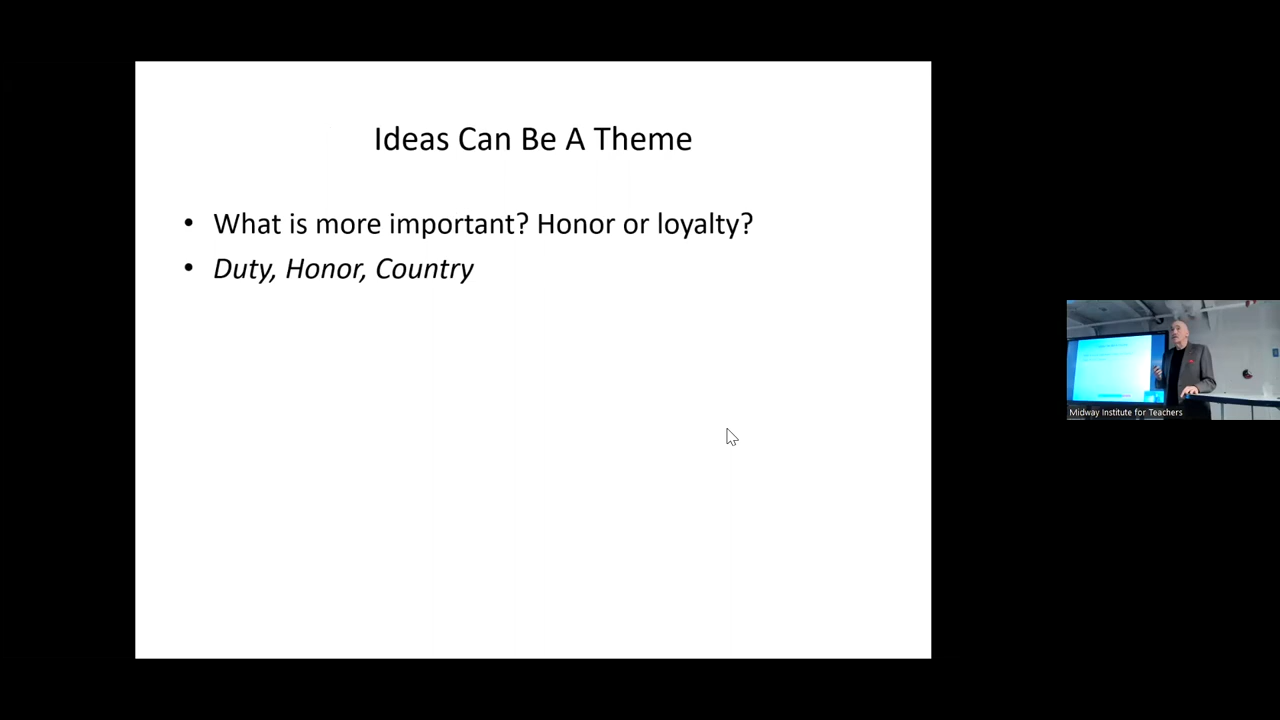 Ideas Can Be A Theme
• What is more important? Honor or loyalty?
• Duty, Honor, Country
Midway Institute for Teachers